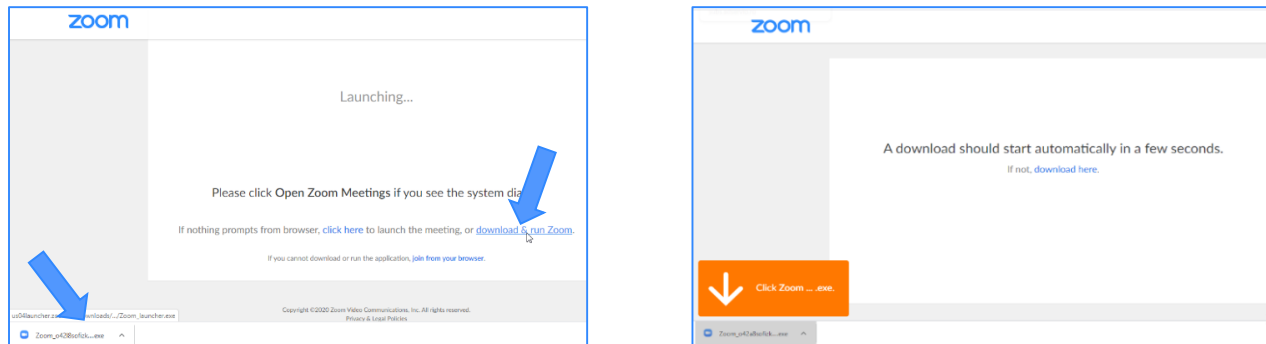 zoom
Launching...
Please click Open Zoom Meetings if you see the system
If nothing prompts from browser, click here to launch the meeting, or download & run Zoom.
If you cannot download or run the application, join from your browser.
Copyright ©2020 Zoom Video Communications, Inc. All rights reserved.
Privacy & Legal Policies
zoom
A download should start automatically in a few seconds.
If not, download here.
Click Zoom ... .exe.